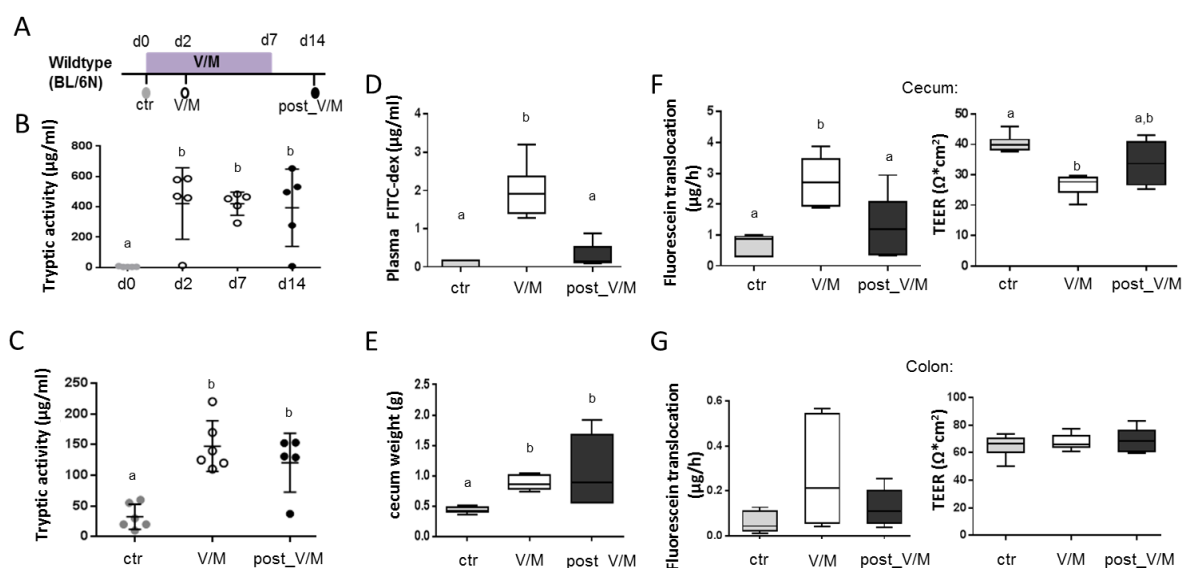 A
d0 d2 d7 d14
Wildtype
(BL/6N)
V/M
ctr V/M post_V/M
B
Tryptic activity (µg/ml)
800
600
400
200
0
a b b b
d0 d2 d7 d14
C
Tryptic activity (µg/ml)
250
200
150
100
50
0
a b b
ctr V/M post_V/M
D
Plasma FITC-dex (µg/ml)
4
3
2
1
0
a b a
ctr V/M post_V/M
E
cecum weight (g)
2.5
2.0
1.5
1.0
0.5
0.0
a b b
ctr V/M post_V/M
F
Cecum:
Fluorescein translocation
(µg/h)
5
4
3
2
1
0
a b a
ctr V/M post_V/M
TEER (Ω*cm2)
50
40
30
20
10
0
a b a,b
ctr V/M post_V/M
G
Colon:
Fluorescein translocation
(µg/h)
0.6
0.4
0.2
0.0
ctr V/M post_V/M
TEER (Ω*cm2)
100
80
60
40
20
0
ctr V/M post_V/M